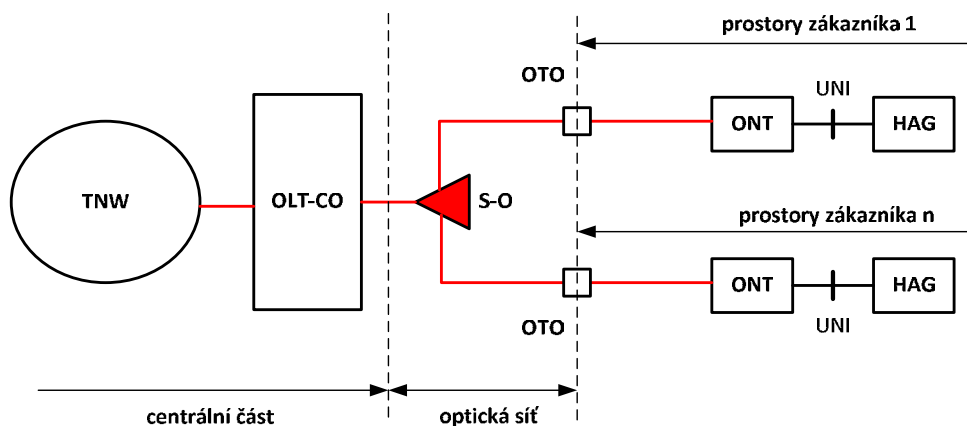 prostory zákazníka 1
OTO
UNI
ONT
HAG
TNW
OLT-CO
S-O
prostory zákazníka n
ONT
HAG
UNI
OTO
centrální část
optická síť